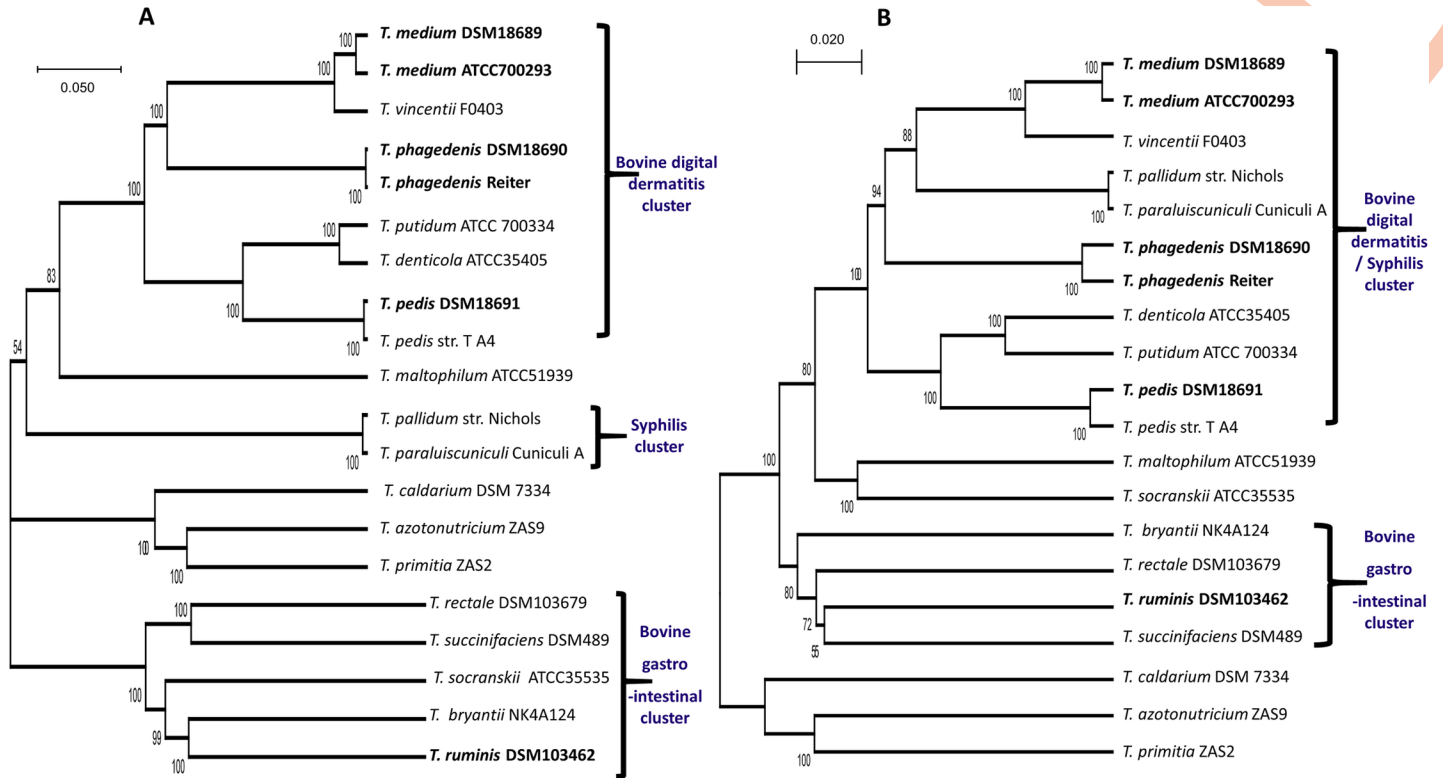 A
0.050
T. medium DSM18689
T. medium ATCC700293
T. vincentii F0403
T. phagedenis DSM18690
T. phagedenis Reiter
T. putidum ATCC 700334
T. denticola ATCC35405
T. pedis DSM18691
T. pedis str. T A4
T. maltophilum ATCC51939
T. pallidum str. Nichols
T. paraluiscuniculi Cuniculi A
T. caldarium DSM 7334
T. azotonutricium ZAS9
T. primitia ZAS2
T. rectale DSM103679
T. succinifaciens DSM489
T. socranskii ATCC35535
T. bryantii NK4A124
T. ruminis DSM103462
100
100
100
100
100
100
100
100
83
54
100
100
100
100
100
99
100
Bovine digital
dermatitis
cluster
Syphilis
cluster
Bovine
gastro
-intestinal
cluster
B
0.020
T. medium DSM18689
T. medium ATCC700293
T. vincentii F0403
T. pallidum str. Nichols
T. paraluiscuniculi Cuniculi A
T. phagedenis DSM18690
T. phagedenis Reiter
T. denticola ATCC35405
T. putidum ATCC 700334
T. pedis DSM18691
T. pedis str. T A4
T. maltophilum ATCC51939
T. socranskii ATCC35535
T. bryantii NK4A124
T. rectale DSM103679
T. ruminis DSM103462
T. succinifaciens DSM489
T. caldarium DSM 7334
T. azotonutricium ZAS9
T. primitia ZAS2
100
100
88
94
100
100
100
100
100
100
80
100
100
80
72
55
100
Bovine
digital
dermatitis
/ Syphilis
cluster
Bovine
gastro
-intestinal
cluster